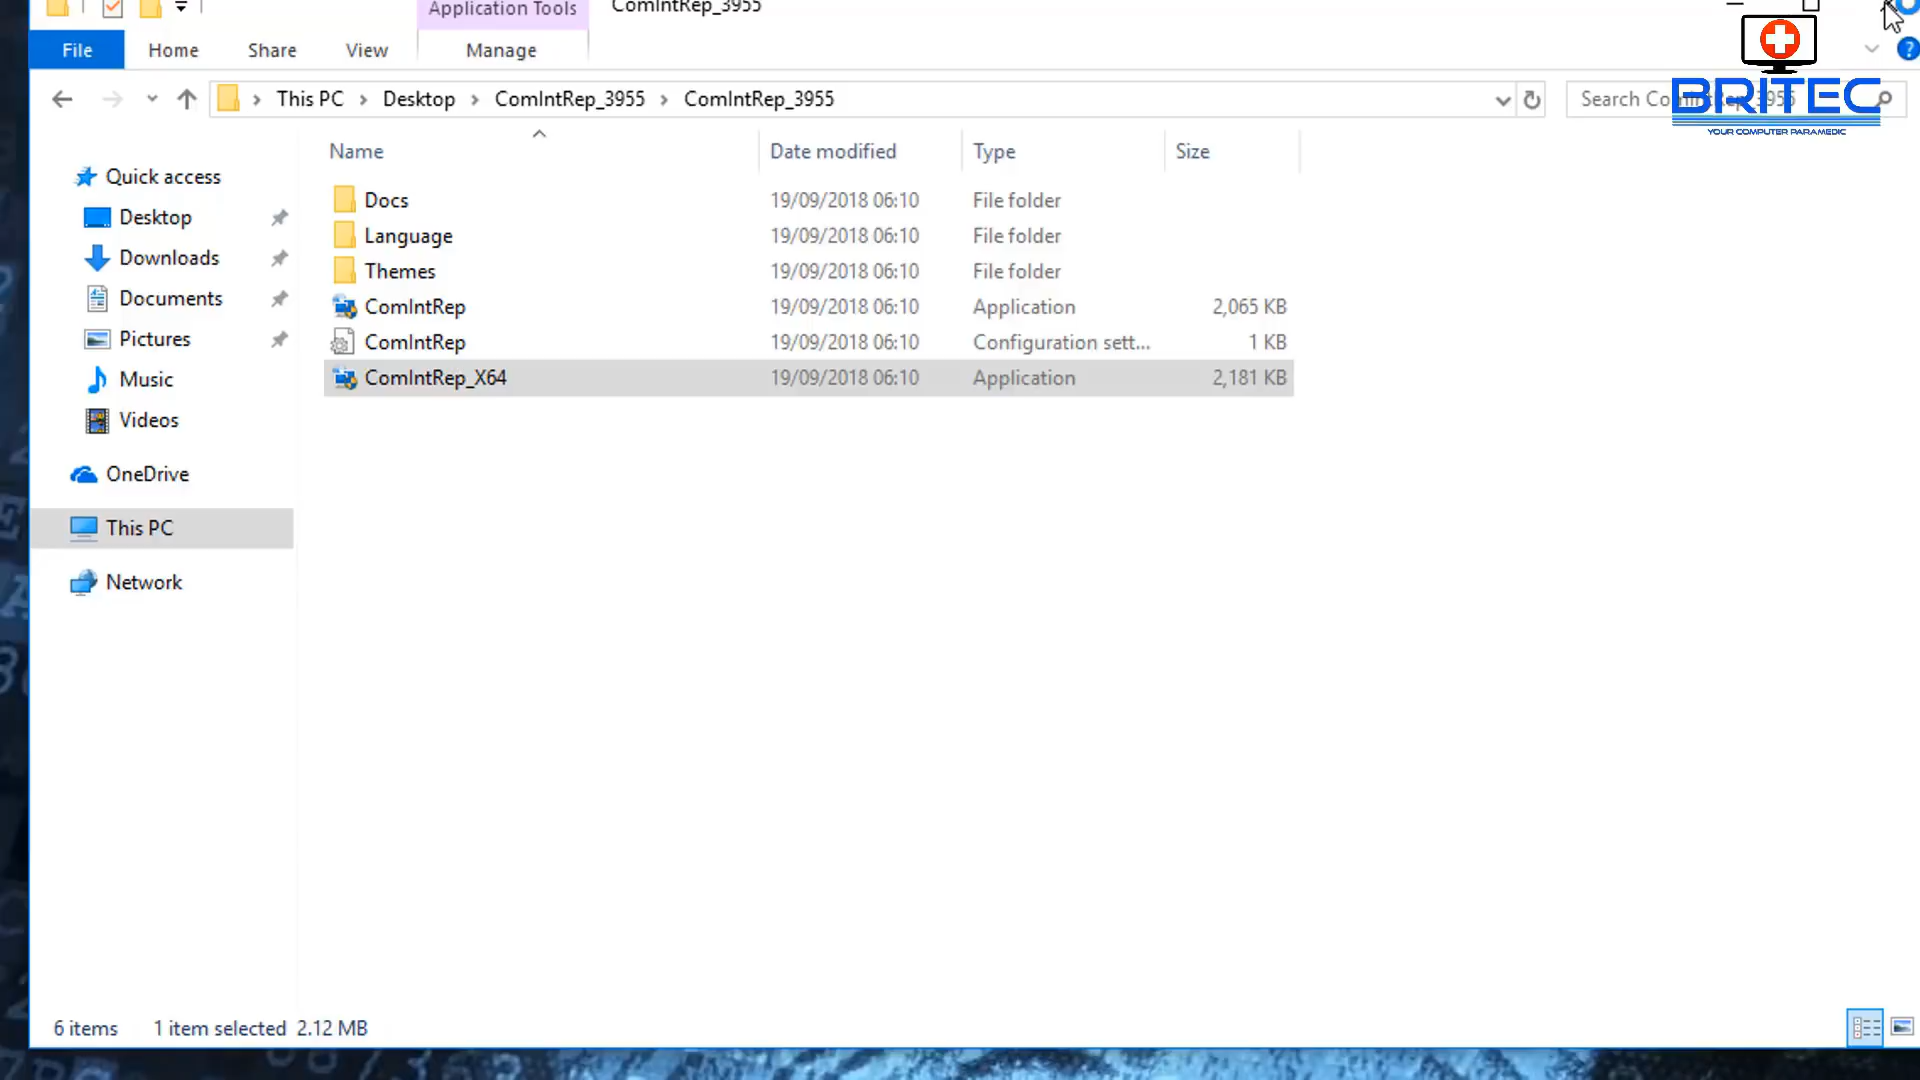 Application Tools
ComIntRep_3955
File
Home
Share
View
Manage
This PC
Desktop
ComIntRep_3955
ComIntRep_3955
BRITEC
YOUR COMPUTER PARAMEDIC
Name
Date modified
Type
Size
Docs
19/09/2018 06:10
File folder
Language
19/09/2018 06:10
File folder
Themes
19/09/2018 06:10
File folder
ComIntRep
19/09/2018 06:10
Application
2,065 KB
ComIntRep
19/09/2018 06:10
Configuration sett...
1 KB
ComIntRep_X64
19/09/2018 06:10
Application
2,181 KB
Quick access
Desktop
Downloads
Documents
Pictures
Music
Videos
OneDrive
This PC
Network
6 items
1 item selected 2.12 MB